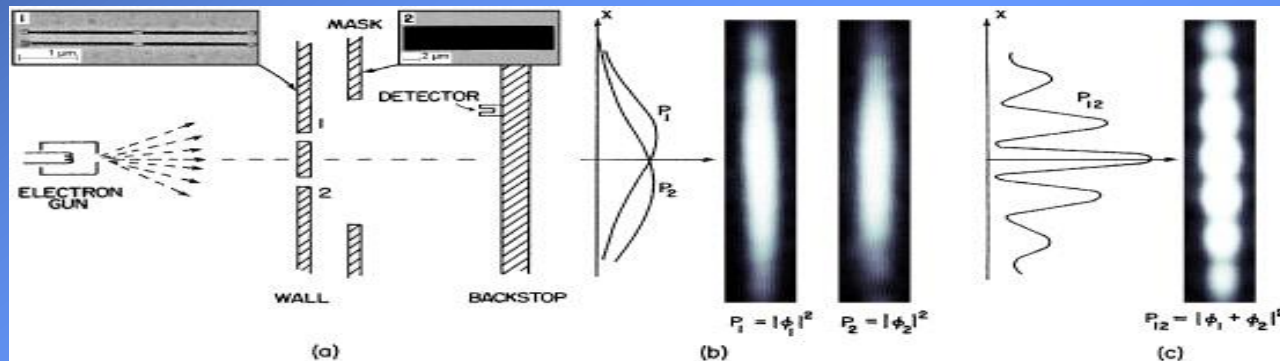 1
1 μm
MASK
2
2 μm
DETECTOR
1
2
ELECTRON
GUN
WALL
BACKSTOP
(a)
x
P₁
P₂
P₁ = |ϕ₁|²
P₂ = |ϕ₂|²
(b)
x
P₁₂
P₁₂ = |ϕ₁ + ϕ₂|²
(c)